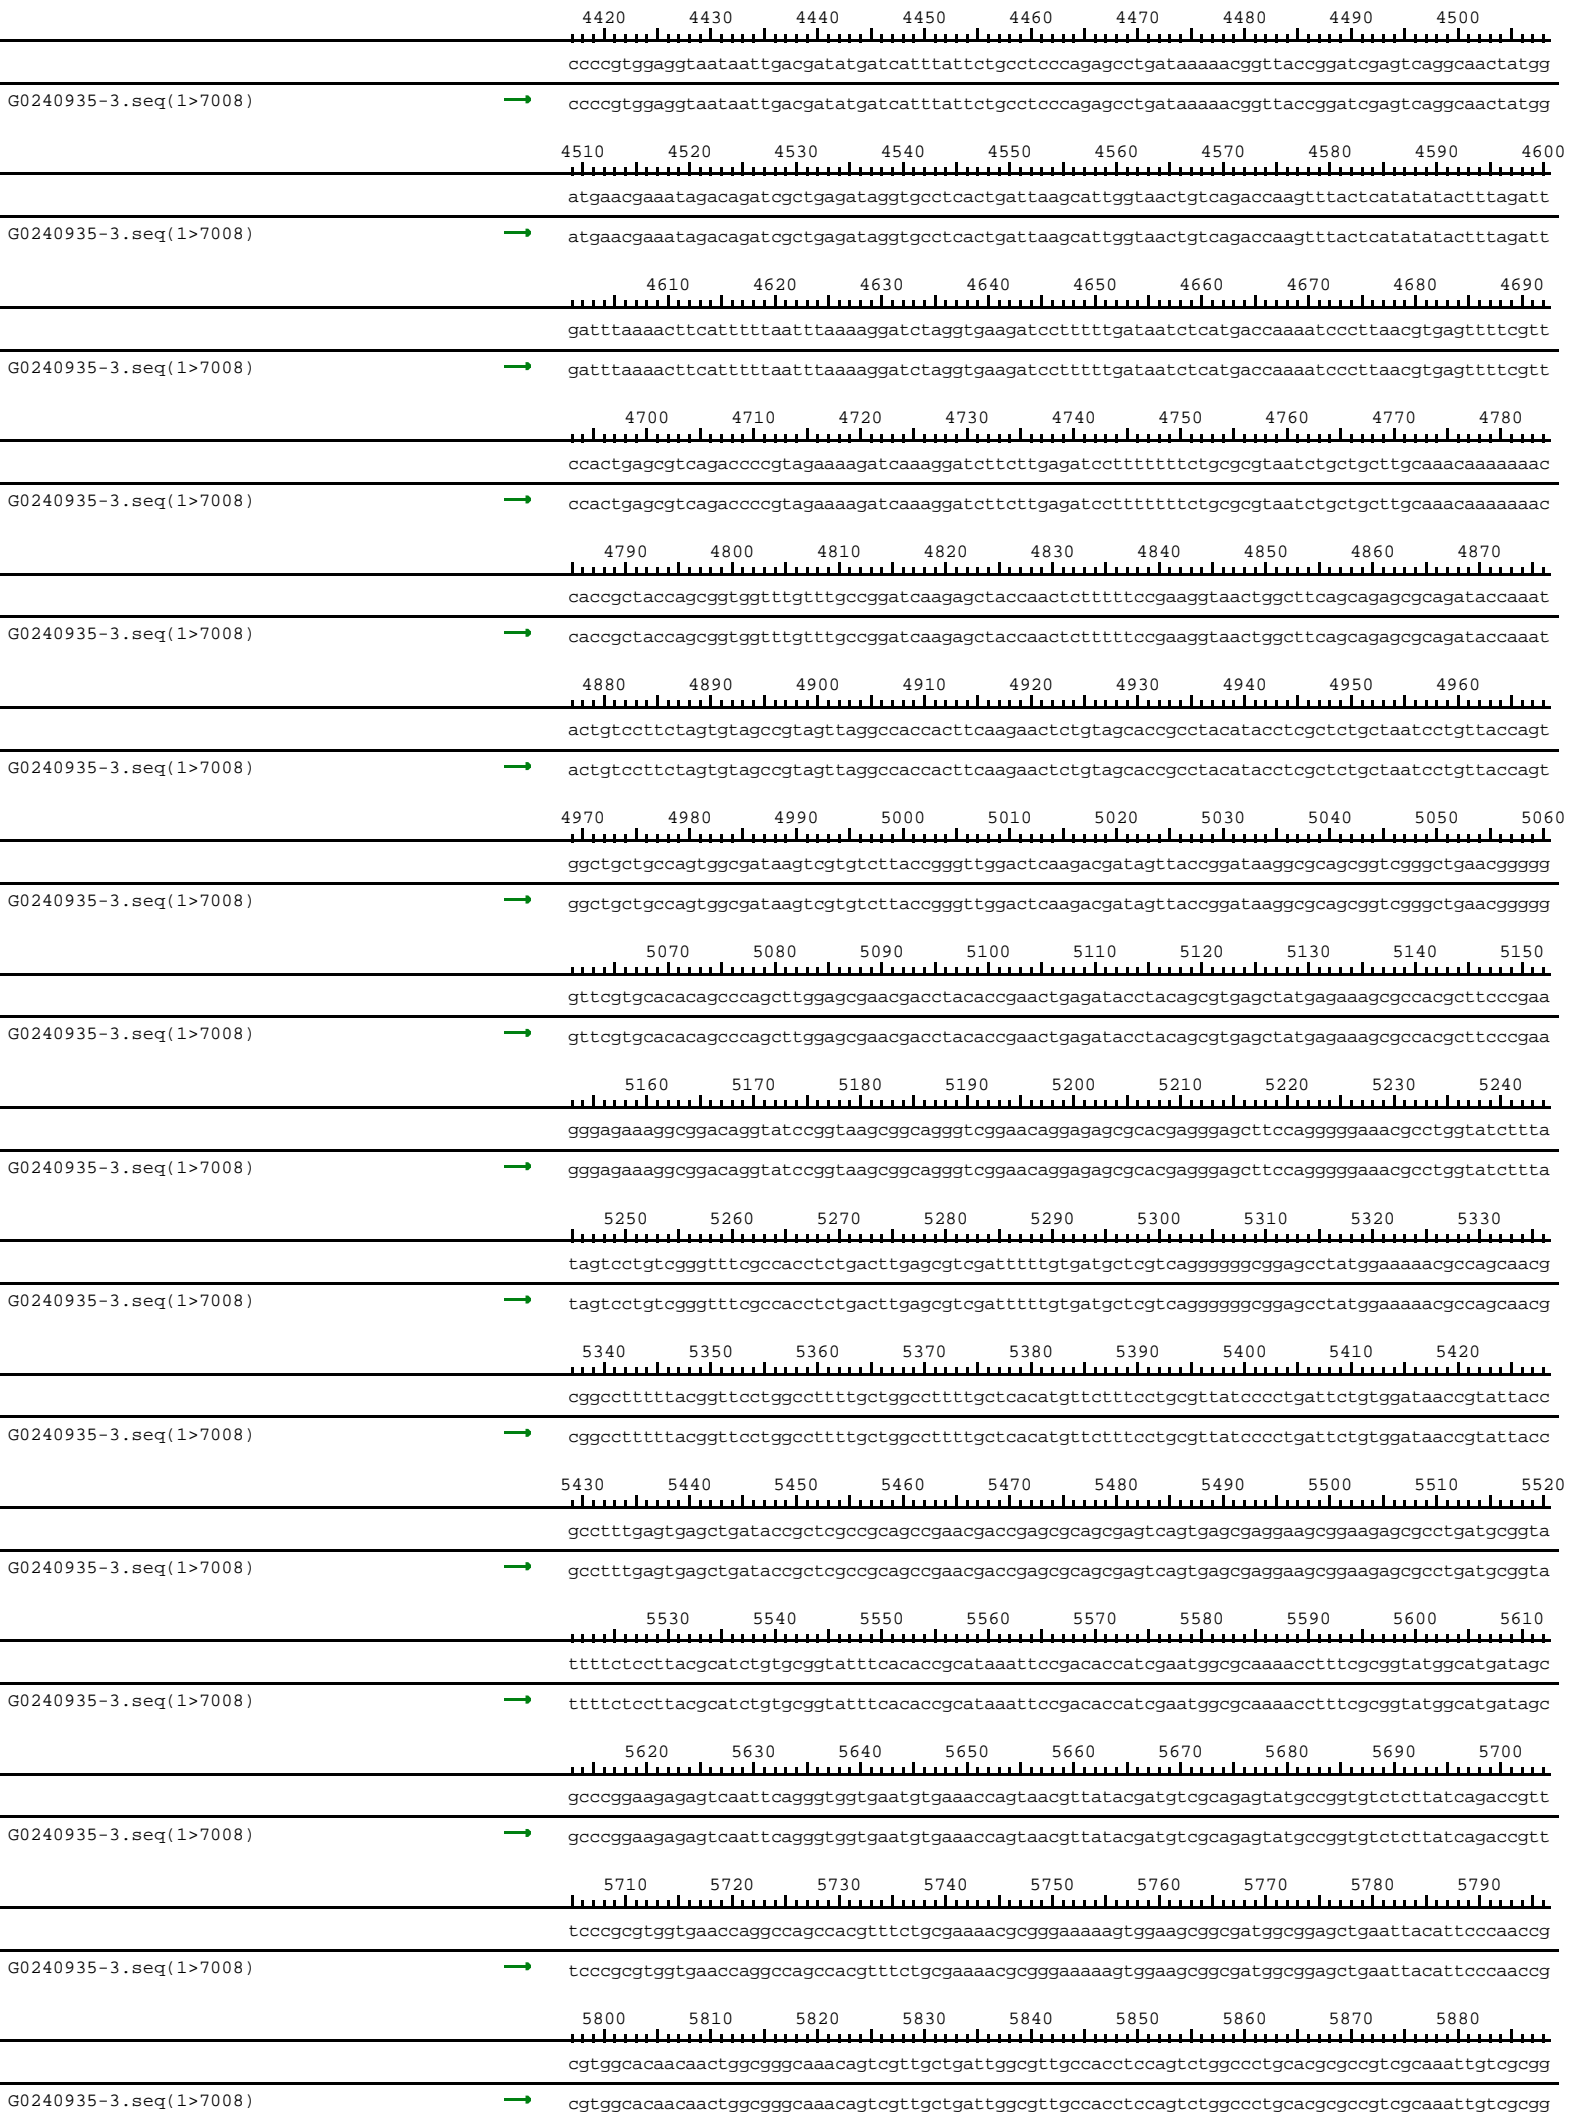 4420 4430 4440 4450 4460 4470 4480 4490 4500
ccccgtggaggtaataattgacgatatgatcatttattctgcctcccagagcctgataaaaacggttaccggatcgagtcaggcaactatgg
G0240935-3.seq(1>7008) ccccgtggaggtaataattgacgatatgatcatttattctgcctcccagagcctgataaaaacggttaccggatcgagtcaggcaactatgg
4510 4520 4530 4540 4550 4560 4570 4580 4590 4600
atgaacgaaatagacagatcgctgagataggtgcctcactgattaagcattggtaactgtcagaccaagtttactcatatatactttagatt
G0240935-3.seq(1>7008) atgaacgaaatagacagatcgctgagataggtgcctcactgattaagcattggtaactgtcagaccaagtttactcatatatactttagatt
4610 4620 4630 4640 4650 4660 4670 4680 4690
gatttaaaacttcatttttaatttaaaaggatctaggtgaagatcctttttgataatctcatgaccaaaatcccttaacgtgagttttcgtt
G0240935-3.seq(1>7008) gatttaaaacttcatttttaatttaaaaggatctaggtgaagatcctttttgataatctcatgaccaaaatcccttaacgtgagttttcgtt
4700 4710 4720 4730 4740 4750 4760 4770 4780
ccactgagcgtcagaccccgtagaaaagatcaaaggatcttcttgagatcctttttttctgcgcgtaatctgctgcttgcaaacaaaaaaac
G0240935-3.seq(1>7008) ccactgagcgtcagaccccgtagaaaagatcaaaggatcttcttgagatcctttttttctgcgcgtaatctgctgcttgcaaacaaaaaaac
4790 4800 4810 4820 4830 4840 4850 4860 4870
caccgctaccagcggtggtttgtttgccggatcaagagctaccaactctttttccgaaggtaactggcttcagcagagcgcagataccaaat
G0240935-3.seq(1>7008) caccgctaccagcggtggtttgtttgccggatcaagagctaccaactctttttccgaaggtaactggcttcagcagagcgcagataccaaat
4880 4890 4900 4910 4920 4930 4940 4950 4960
actgtccttctagtgtagccgtagttaggccaccacttcaagaactctgtagcaccgcctacatacctcgctctgctaatcctgttaccagt
G0240935-3.seq(1>7008) actgtccttctagtgtagccgtagttaggccaccacttcaagaactctgtagcaccgcctacatacctcgctctgctaatcctgttaccagt
4970 4980 4990 5000 5010 5020 5030 5040 5050 5060
ggctgctgccagtggcgataagtcgtgtcttaccgggttggactcaagacgatagttaccggataaggcgcagcggtcgggctgaacggggg
G0240935-3.seq(1>7008) ggctgctgccagtggcgataagtcgtgtcttaccgggttggactcaagacgatagttaccggataaggcgcagcggtcgggctgaacggggg
5070 5080 5090 5100 5110 5120 5130 5140 5150
gttcgtgcacacagcccagcttggagcgaacgacctacaccgaactgagatacctacagcgtgagctatgagaaagcgccacgcttcccgaa
G0240935-3.seq(1>7008) gttcgtgcacacagcccagcttggagcgaacgacctacaccgaactgagatacctacagcgtgagctatgagaaagcgccacgcttcccgaa
5160 5170 5180 5190 5200 5210 5220 5230 5240
gggagaaaggcggacaggtatccggtaagcggcagggtcggaacaggagagcgcacgagggagcttccagggggaaacgcctggtatcttta
G0240935-3.seq(1>7008) gggagaaaggcggacaggtatccggtaagcggcagggtcggaacaggagagcgcacgagggagcttccagggggaaacgcctggtatcttta
5250 5260 5270 5280 5290 5300 5310 5320 5330
tagtcctgtcgggtttcgccacctctgacttgagcgtcgatttttgtgatgctcgtcaggggggcggagcctatggaaaaacgccagcaacg
G0240935-3.seq(1>7008) tagtcctgtcgggtttcgccacctctgacttgagcgtcgatttttgtgatgctcgtcaggggggcggagcctatggaaaaacgccagcaacg
5340 5350 5360 5370 5380 5390 5400 5410 5420
cggcctttttacggttcctggccttttgctggccttttgctcacatgttctttcctgcgttatcccctgattctgtggataaccgtattacc
G0240935-3.seq(1>7008) cggcctttttacggttcctggccttttgctggccttttgctcacatgttctttcctgcgttatcccctgattctgtggataaccgtattacc
5430 5440 5450 5460 5470 5480 5490 5500 5510 5520
gcctttgagtgagctgataccgctcgccgcagccgaacgaccgagcgcagcgagtcagtgagcgaggaagcggaagagcgcctgatgcggta
G0240935-3.seq(1>7008) gcctttgagtgagctgataccgctcgccgcagccgaacgaccgagcgcagcgagtcagtgagcgaggaagcggaagagcgcctgatgcggta
5530 5540 5550 5560 5570 5580 5590 5600 5610
ttttctccttacgcatctgtgcggtatttcacaccgcataaattccgacaccatcgaatggcgcaaaacctttcgcggtatggcatgatagc
G0240935-3.seq(1>7008) ttttctccttacgcatctgtgcggtatttcacaccgcataaattccgacaccatcgaatggcgcaaaacctttcgcggtatggcatgatagc
5620 5630 5640 5650 5660 5670 5680 5690 5700
gcccggaagagagtcaattcagggtggtgaatgtgaaaccagtaacgttatacgatgtcgcagagtatgccggtgtctcttatcagaccgtt
G0240935-3.seq(1>7008) gcccggaagagagtcaattcagggtggtgaatgtgaaaccagtaacgttatacgatgtcgcagagtatgccggtgtctcttatcagaccgtt
5710 5720 5730 5740 5750 5760 5770 5780 5790
tcccgcgtggtgaaccaggccagccacgtttctgcgaaaacgcgggaaaaagtggaagcggcgatggcggagctgaattacattcccaaccg
G0240935-3.seq(1>7008) tcccgcgtggtgaaccaggccagccacgtttctgcgaaaacgcgggaaaaagtggaagcggcgatggcggagctgaattacattcccaaccg
5800 5810 5820 5830 5840 5850 5860 5870 5880
cgtggcacaacaactggcgggcaaacagtcgttgctgattggcgttgccacctccagtctggccctgcacgcgccgtcgcaaattgtcgcgg
G0240935-3.seq(1>7008) cgtggcacaacaactggcgggcaaacagtcgttgctgattggcgttgccacctccagtctggccctgcacgcgccgtcgcaaattgtcgcgg